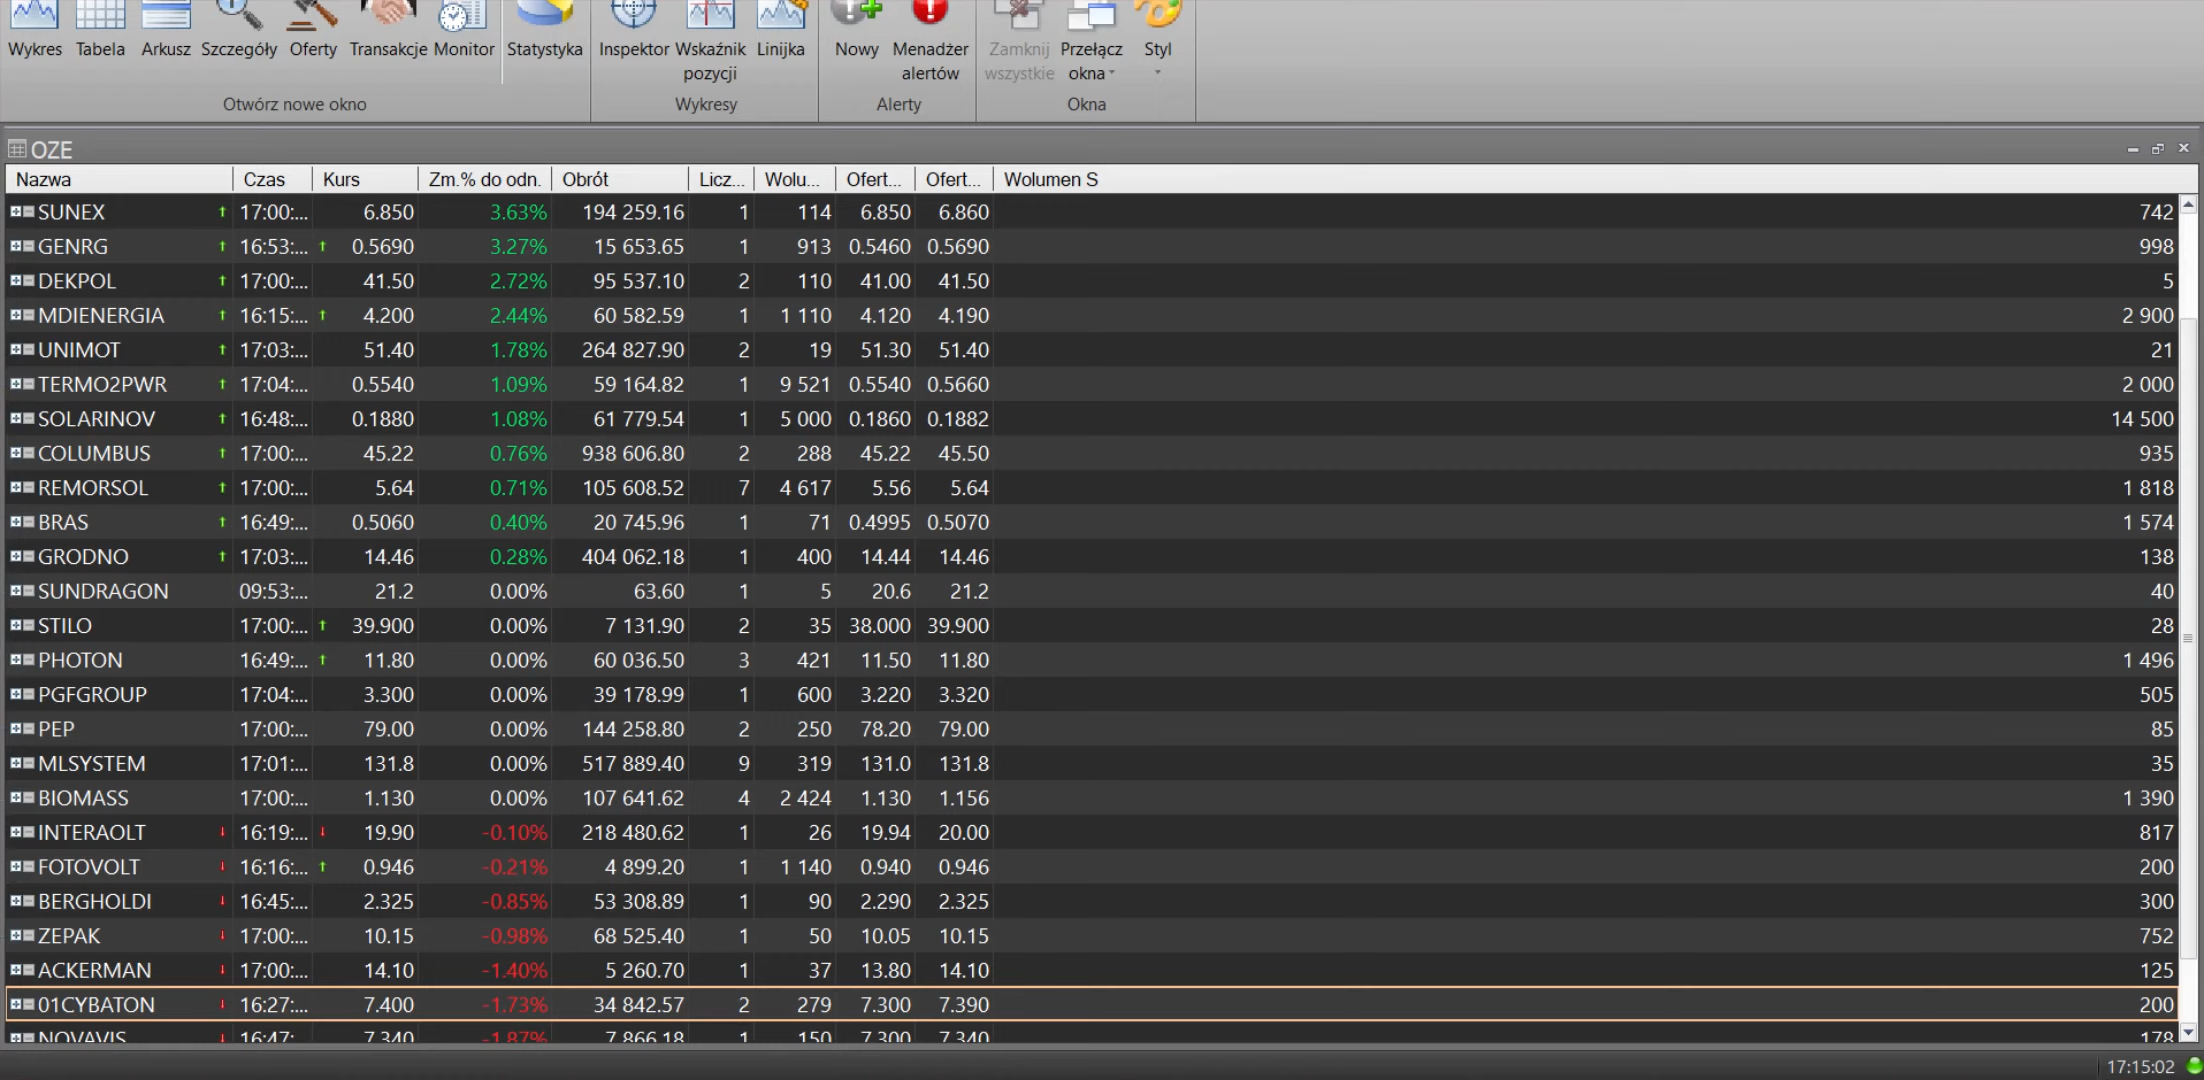 Wykres Tabela Arkusz Szczegóły Oferty Transakcje Monitor Statystyka Inspektor Wskaźnik pozycji Linijka Nowy Menadżer alertów Zamknij wszystkie Przełącz okna Styl
Otwórz nowe okno Wykresy Alerty Okna
OZE
Nazwa Czas Kurs Zm.% do odn. Obrót Licz... Wolu... Ofert... Ofert... Wolumen S
SUNEX 17:00:... 6.850 3.63% 194 259.16 1 114 6.850 6.860 742
GENRG 16:53:... 0.5690 3.27% 15 653.65 1 913 0.5460 0.5690 998
DEKPOL 17:00:... 41.50 2.72% 95 537.10 2 110 41.00 41.50 5
MDIENERGIA 16:15:... 4.200 2.44% 60 582.59 1 1 110 4.120 4.190 2 900
UNIMOT 17:03:... 51.40 1.78% 264 827.90 2 19 51.30 51.40 21
TERMO2PWR 17:04:... 0.5540 1.09% 59 164.82 1 9 521 0.5540 0.5660 2 000
SOLARINOV 16:48:... 0.1880 1.08% 61 779.54 1 5 000 0.1860 0.1882 14 500
COLUMBUS 17:00:... 45.22 0.76% 938 606.80 2 288 45.22 45.50 935
REMORSOL 17:00:... 5.64 0.71% 105 608.52 7 4 617 5.56 5.64 1 818
BRAS 16:49:... 0.5060 0.40% 20 745.96 1 71 0.4995 0.5070 1 574
GRODNO 17:03:... 14.46 0.28% 404 062.18 1 400 14.44 14.46 138
SUNDRAGON 09:53:... 21.2 0.00% 63.60 1 5 20.6 21.2 40
STILO 17:00:... 39.900 0.00% 7 131.90 2 35 38.000 39.900 28
PHOTON 16:49:... 11.80 0.00% 60 036.50 3 421 11.50 11.80 1 496
PGFGROUP 17:04:... 3.300 0.00% 39 178.99 1 600 3.220 3.320 505
PEP 17:00:... 79.00 0.00% 144 258.80 2 250 78.20 79.00 85
MLSYSTEM 17:01:... 131.8 0.00% 517 889.40 9 319 131.0 131.8 35
BIOMASS 17:00:... 1.130 0.00% 107 641.62 4 2 424 1.130 1.156 1 390
INTERAOLT 16:19:... 19.90 -0.10% 218 480.62 1 26 19.94 20.00 817
FOTOVOLT 16:16:... 0.946 -0.21% 4 899.20 1 1 140 0.940 0.946 200
BERGHOLDI 16:45:... 2.325 -0.85% 53 308.89 1 90 2.290 2.325 300
ZEPAK 17:00:... 10.15 -0.98% 68 525.40 1 50 10.05 10.15 752
ACKERMAN 17:00:... 14.10 -1.40% 5 260.70 1 37 13.80 14.10 125
01CYBATON 16:27:... 7.400 -1.73% 34 842.57 2 279 7.300 7.390 200
NOVAVIS 16:47: 7.340 -1.87% 7 866.18 1 150 7.300 7.340 178
17:15:02